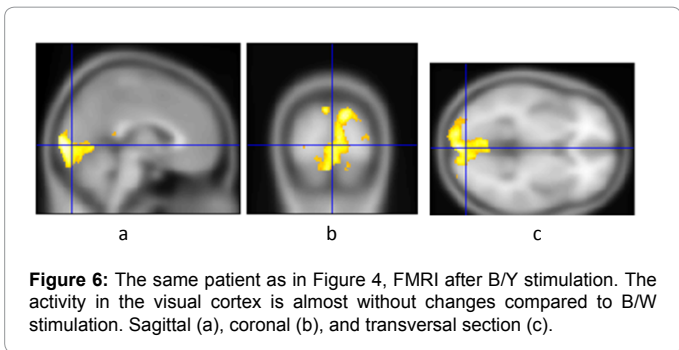 a
b
c
Figure 6: The same patient as in Figure 4, FMRI after B/Y stimulation. The
activity in the visual cortex is almost without changes compared to B/W
stimulation. Sagittal (a), coronal (b), and transversal section (c).